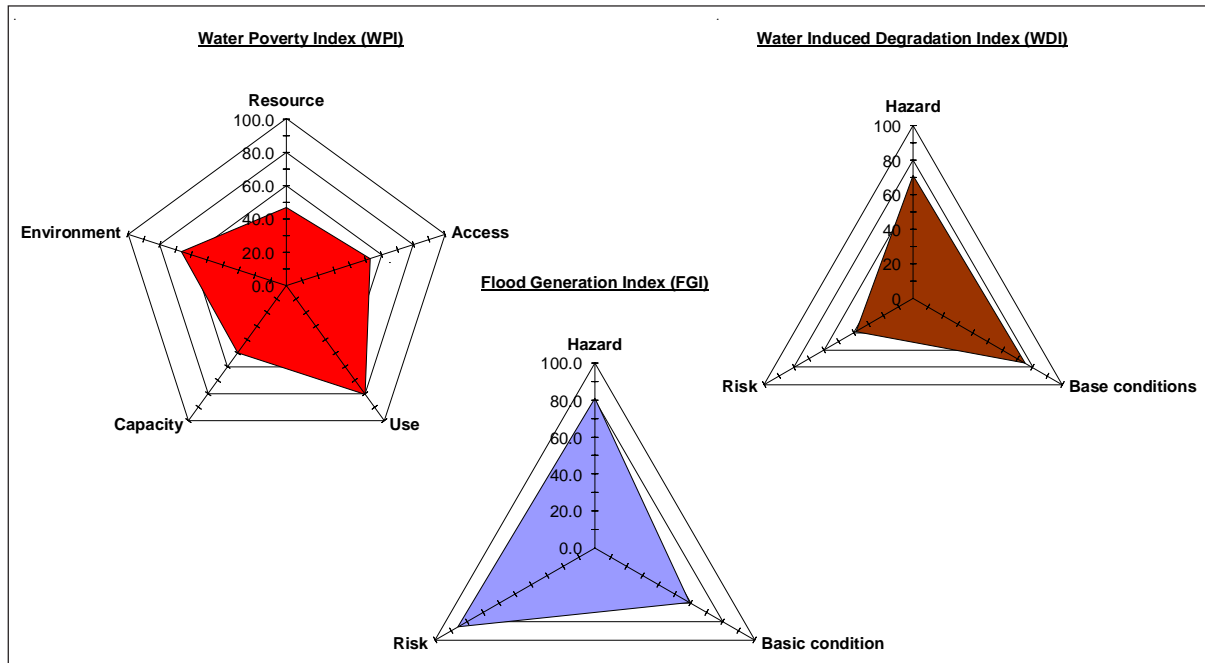 Water Poverty Index (WPI)
Resource
100.0
80.0
60.0
40.0
20.0
0.0
Environment
Access
Capacity
Use
Water Induced Degradation Index (WDI)
Hazard
100
80
60
40
20
0
Risk
Base conditions
Flood Generation Index (FGI)
Hazard
100.0
80.0
60.0
40.0
20.0
0.0
Risk
Basic condition